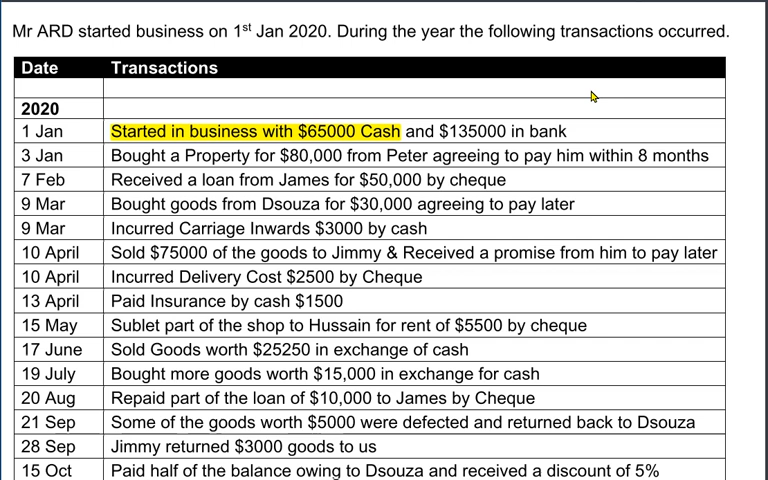 Mr ARD started business on 1st Jan 2020. During the year the following transactions occurred.
Date Transactions
2020
1 Jan Started in business with $65000 Cash and $135000 in bank
3 Jan Bought a Property for $80,000 from Peter agreeing to pay him within 8 months
7 Feb Received a loan from James for $50,000 by cheque
9 Mar Bought goods from Dsouza for $30,000 agreeing to pay later
9 Mar Incurred Carriage Inwards $3000 by cash
10 April Sold $75000 of the goods to Jimmy & Received a promise from him to pay later
10 April Incurred Delivery Cost $2500 by Cheque
13 April Paid Insurance by cash $1500
15 May Sublet part of the shop to Hussain for rent of $5500 by cheque
17 June Sold Goods worth $25250 in exchange of cash
19 July Bought more goods worth $15,000 in exchange for cash
20 Aug Repaid part of the loan of $10,000 to James by Cheque
21 Sep Some of the goods worth $5000 were defected and returned back to Dsouza
28 Sep Jimmy returned $3000 goods to us
15 Oct Paid half of the balance owing to Dsouza and received a discount of 5%